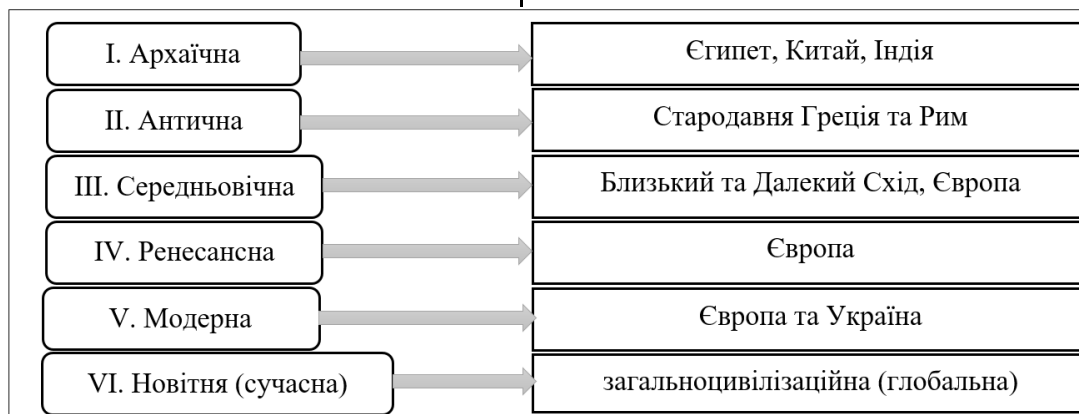 I. Архаїчна
Єгипет, Китай, Індія
II. Антична
Стародавня Греція та Рим
III. Середньовічна
Близький та Далекий Схід, Європа
IV. Ренесансна
Європа
V. Модерна
Європа та Україна
VI. Новітня (сучасна)
загальноцивілізаційна (глобальна)